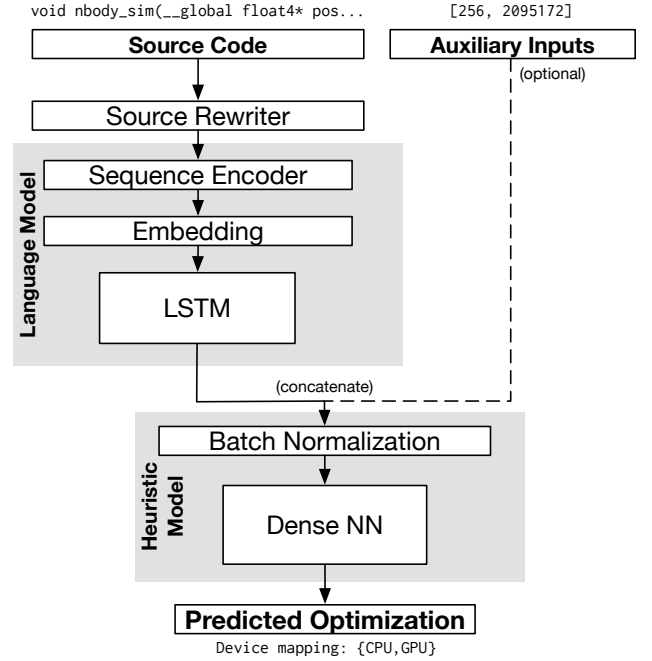 void nbody_sim(__global float4* pos...
[256, 2095172]
Source Code
Auxiliary Inputs
(optional)
Source Rewriter
Language Model
Sequence Encoder
Embedding
LSTM
(concatenate)
Heuristic
Model
Batch Normalization
Dense NN
Predicted Optimization
Device mapping: {CPU,GPU}